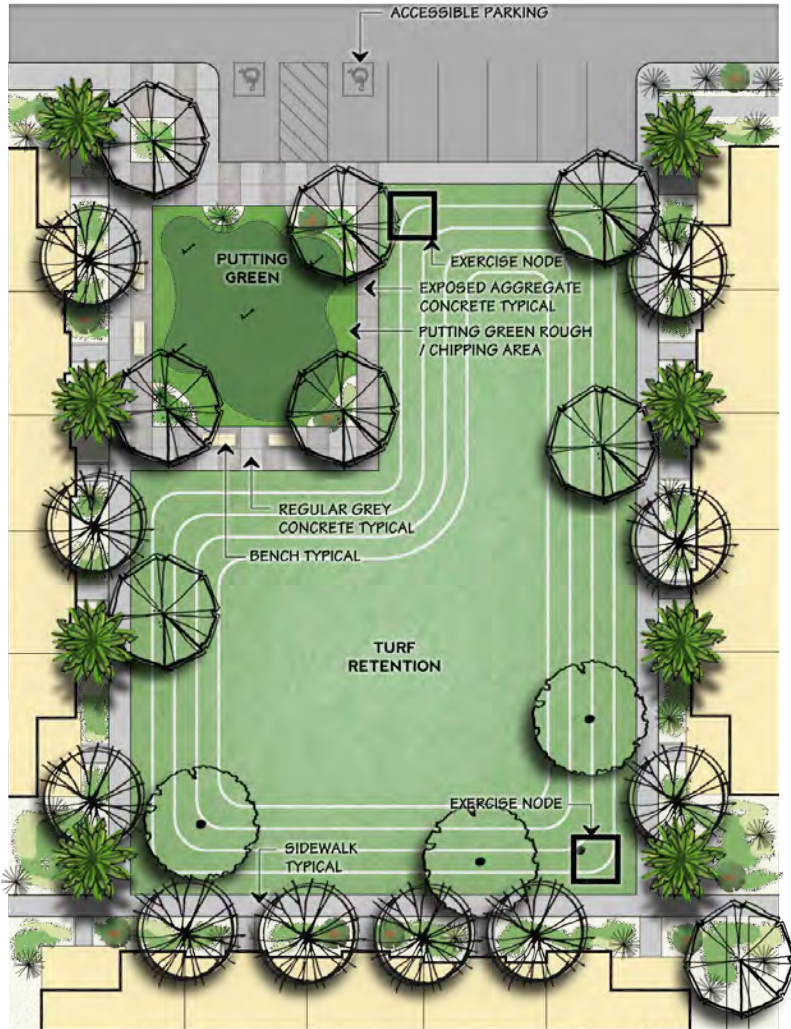 ACCESSIBLE PARKING
PUTTING
GREEN
EXERCISE NODE
EXPOSED AGGREGATE
CONCRETE TYPICAL
PUTTING GREEN ROUGH
/ CHIPPING AREA
REGULAR GREY
CONCRETE TYPICAL
BENCH TYPICAL
TURF
RETENTION
EXERCISE NODE
SIDEWALK
TYPICAL